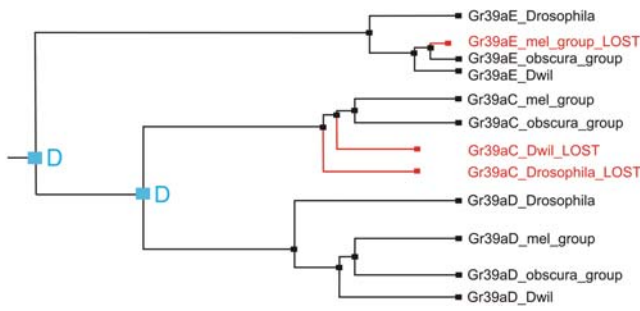 Gr39aE_Drosophila
Gr39aE_mel_group_LOST
Gr39aE_obscura_group
Gr39aE_Dwil
Gr39aC_mel_group
Gr39aC_obscura_group
Gr39aC_Dwil_LOST
D
Gr39aC_Drosophila_LOST
D
Gr39aD_Drosophila
Gr39aD_mel_group
Gr39aD_obscura_group
Gr39aD_Dwil